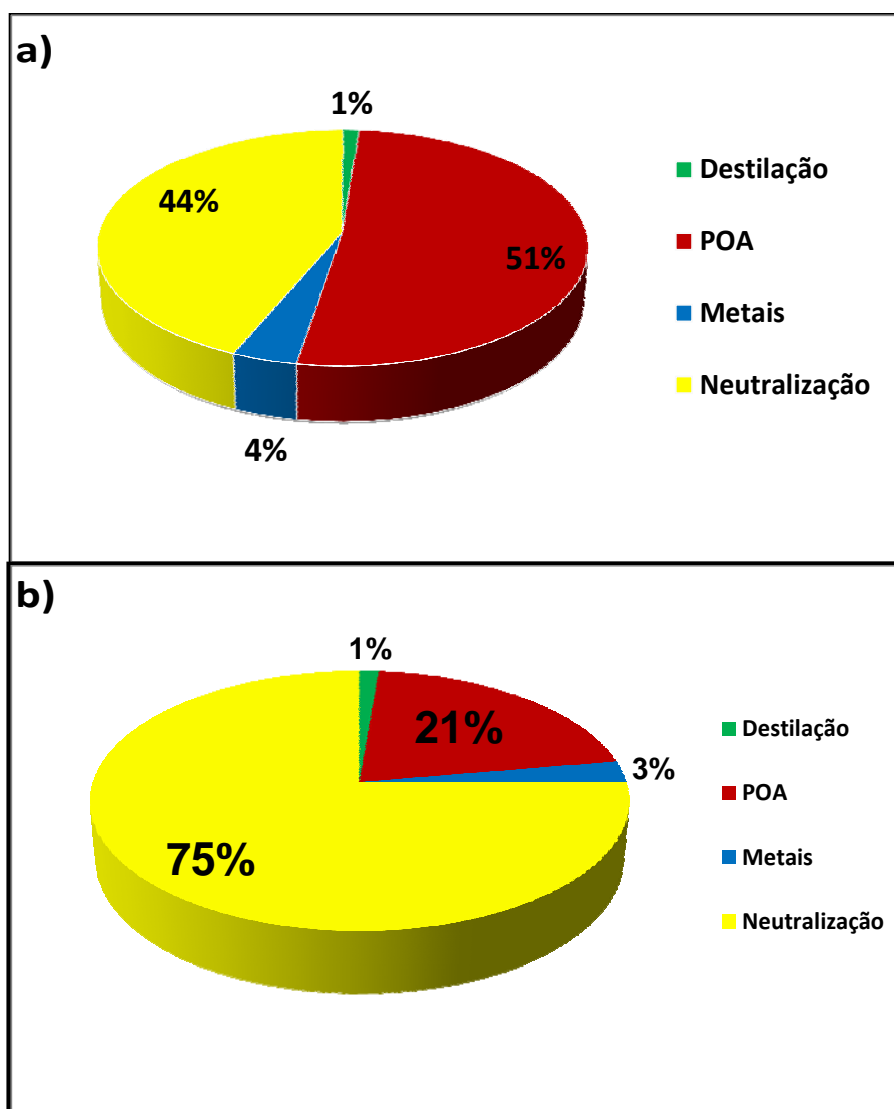 a)
1%
44%
51%
4%
Destilação
POA
Metais
Neutralização
b)
1%
21%
3%
75%
Destilação
POA
Metais
Neutralização